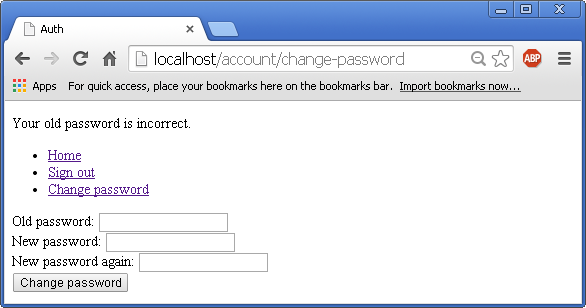 Auth
localhost/account/change-password
ABP
Apps For quick access, place your bookmarks here on the bookmarks bar. Import bookmarks now...
Your old password is incorrect.
Home
Sign out
Change password
Old password:
New password:
New password again:
Change password